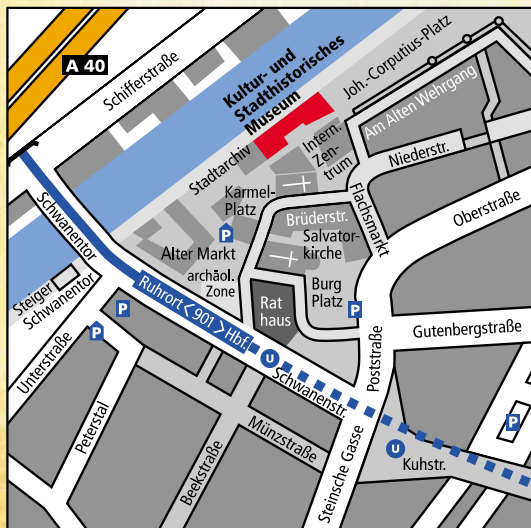 A 40
Schifferstraße
Kultur- und
Stadthistorisches
Museum
Joh.-Corputius-Platz
Am Alten Wehrgang
Stadtarchiv
Intern.
Zen-
trum
Niederstr.
Karmel-
Platz
Flachsmarkt
Brüderstr.
Oberstraße
Schwanentor
P
Alter Markt
Salvator-
kirche
archäol.
Zone
Burg
Platz
Steiger
Schwanentor
Ruhrort <901> Hbf.
Rat
haus
P
P
Gutenbergstraße
Unterstraße
P
U
Schwanenstr.
Poststraße
Peterstal
Münzstraße
P
Beekstraße
Steinsche Gasse
U
Kuhstr.